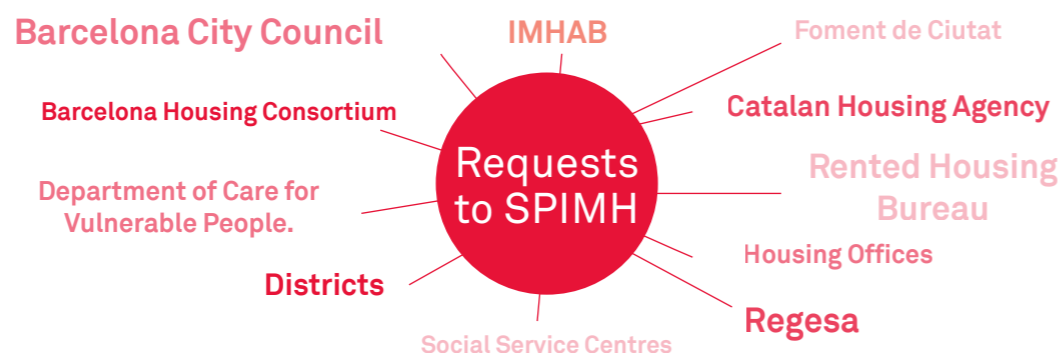 Barcelona City Council
IMHAB
Foment de Ciutat
Barcelona Housing Consortium
Catalan Housing Agency
Requests
to SPIMH
Department of Care for
Vulnerable People.
Rented Housing
Bureau
Housing Offices
Districts
Regesa
Social Service Centres